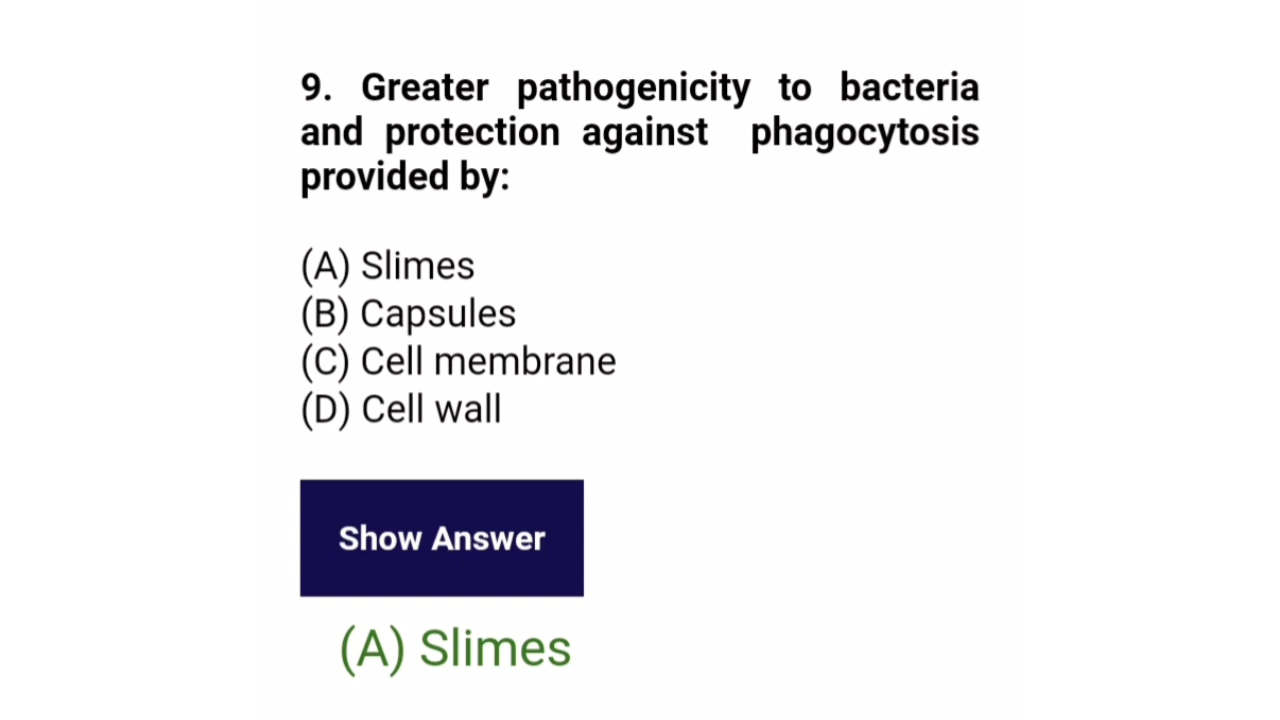 9. Greater pathogenicity to bacteria
and protection against phagocytosis
provided by:
(A) Slimes
(B) Capsules
(C) Cell membrane
(D) Cell wall
Show Answer
(A) Slimes